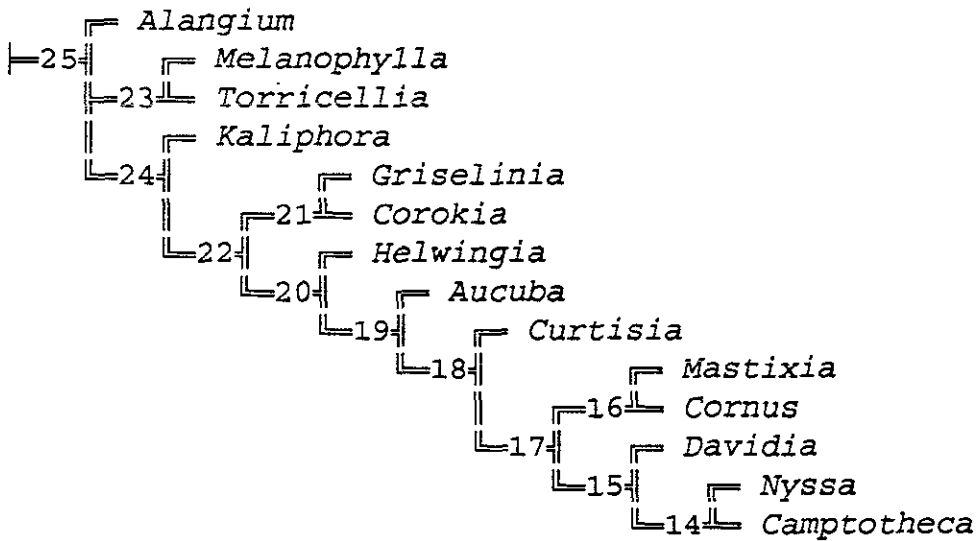 Alangium
25
Melanophylla
23
Torricellia
Kaliphora
24
Griselinia
21
Corokia
22
Helwingia
20
Aucuba
19
Curtisia
18
Mastixia
16
Cornus
17
Davidia
15
Nyssa
14
Camptotheca